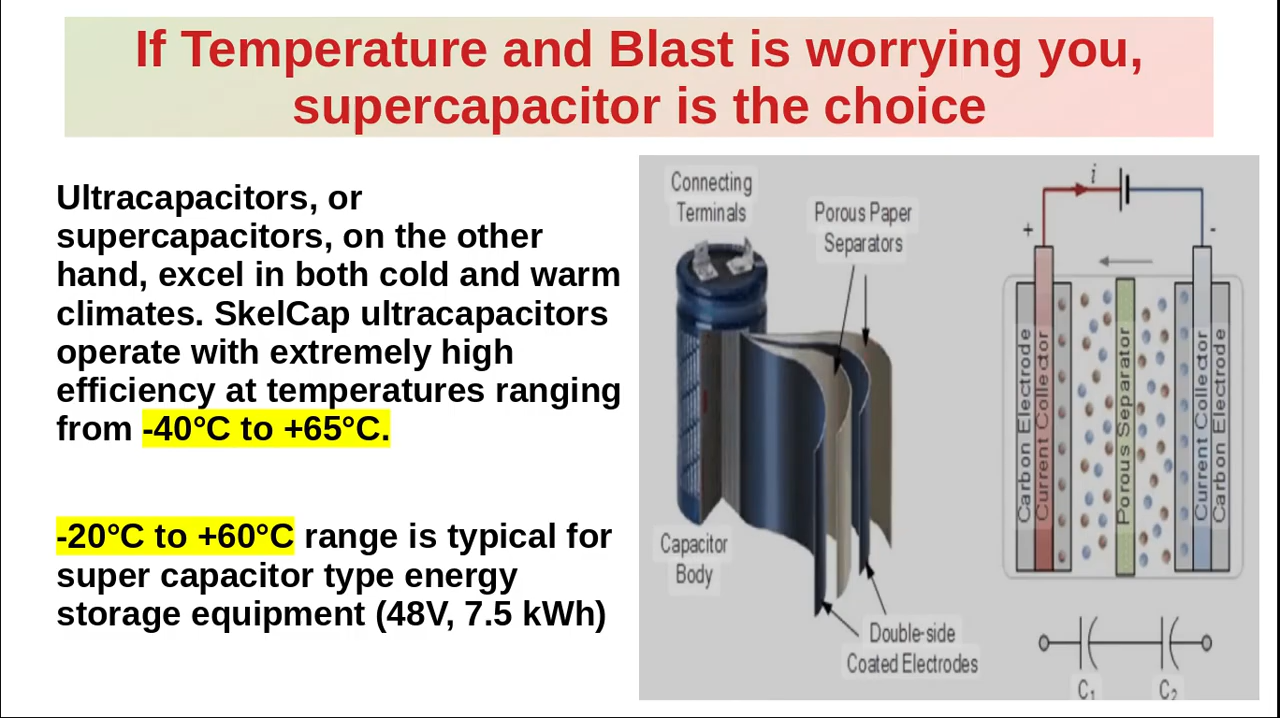 If Temperature and Blast is worrying you,
supercapacitor is the choice
Ultracapacitors, or
supercapacitors, on the other
hand, excel in both cold and warm
climates. SkelCap ultracapacitors
operate with extremely high
efficiency at temperatures ranging
from -40°C to +65°C.
-20°C to +60°C range is typical for
super capacitor type energy
storage equipment (48V, 7.5 kWh)
Connecting
Terminals
Porous Paper
Separators
Capacitor
Body
Double-side
Coated Electrodes
i
+
-
Carbon Electrode
Current Collector
Porous Separator
Current Collector
Carbon Electrode
C₁
C₂